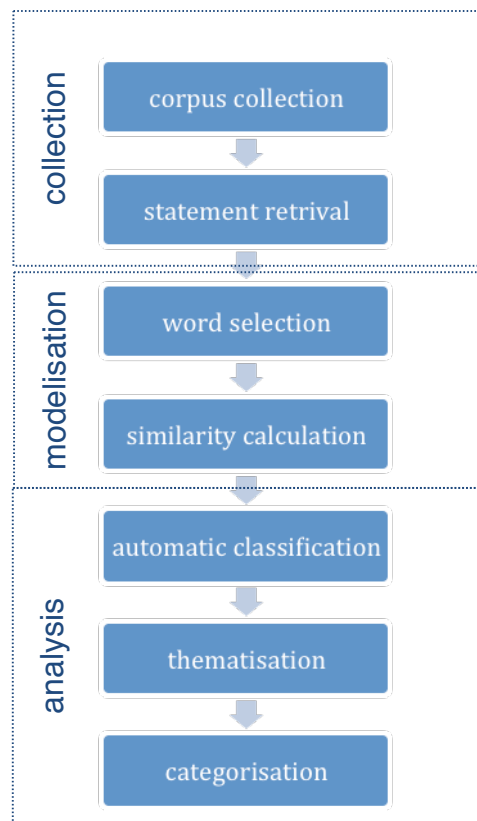 collection
corpus collection
statement retrival
modelisation
word selection
similarity calculation
analysis
automatic classification
thematisation
categorisation